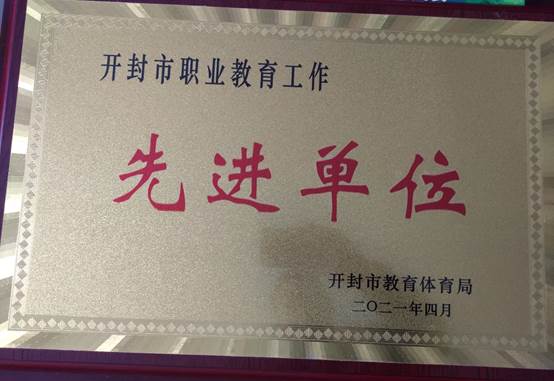 开封市职业教育工作
先进单位
开封市教育体育局
二〇二一年四月